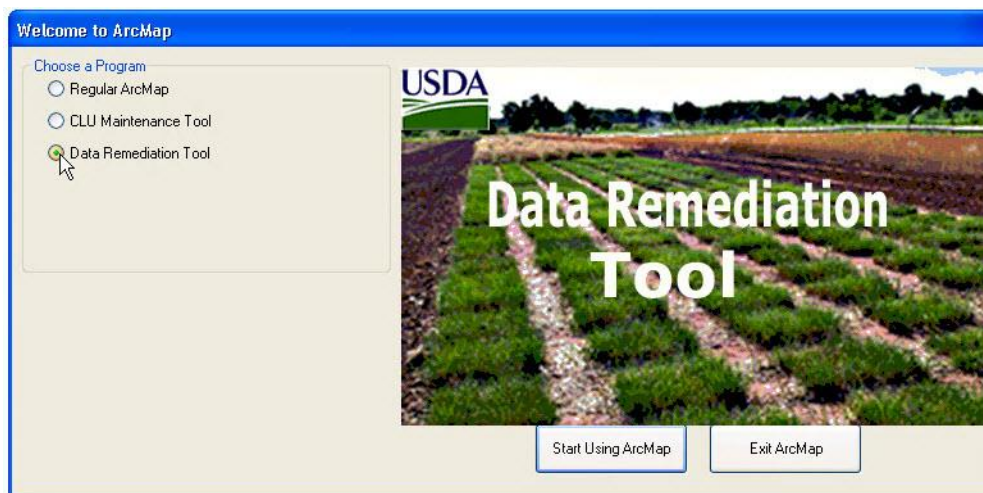 Welcome to ArcMap
Choose a Program
Regular ArcMap
CLU Maintenance Tool
Data Remediation Tool
USDA
Data Remediation
Tool
Start Using ArcMap
Exit ArcMap